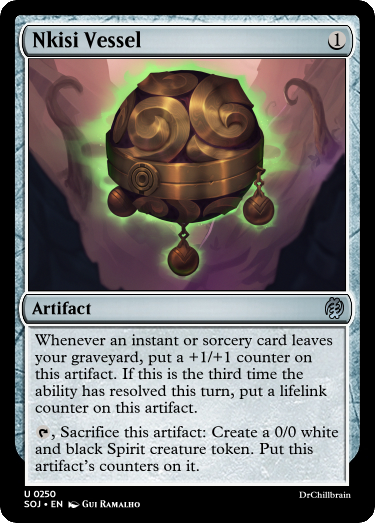 Nkisi Vessel 1
Artifact
Whenever an instant or sorcery card leaves
your graveyard, put a +1/+1 counter on
this artifact. If this is the third time the
ability has resolved this turn, put a lifelink
counter on this artifact.
, Sacrifice this artifact: Create a 0/0 white
and black Spirit creature token. Put this
artifact's counters on it.
U 0250
SOJ • EN Gui Ramalho
DrChillbrain